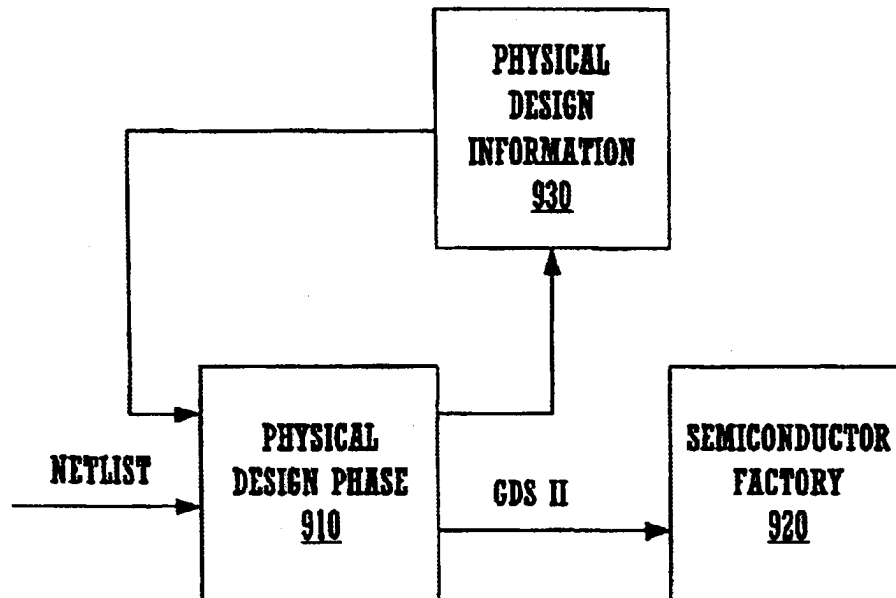 PHYSICAL
DESIGN
INFORMATION
930
NETLIST
PHYSICAL
DESIGN PHASE
910
GDS II
SEMICONDUCTOR
FACTORY
920